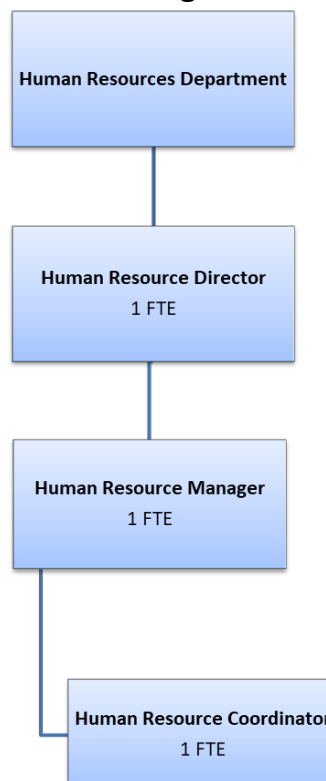 Human Resources Department
Human Resource Director
1 FTE
Human Resource Manager
1 FTE
Human Resource Coordinator
1 FTE